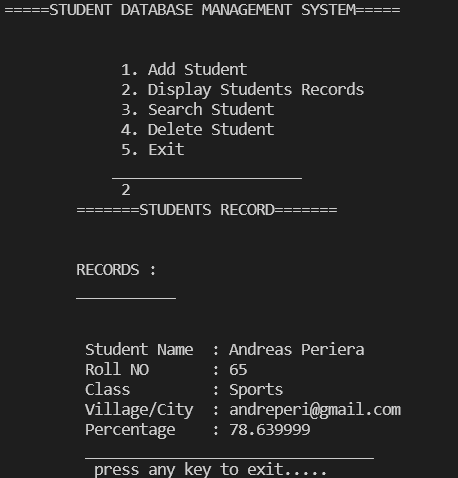 =====STUDENT DATABASE MANAGEMENT SYSTEM=====
1. Add Student
2. Display Students Records
3. Search Student
4. Delete Student
5. Exit
_____________________
2
=======STUDENTS RECORD=======
RECORDS :
___________
Student Name  : Andreas Periera
Roll NO       : 65
Class         : Sports
Village/City  : andreperi@gmail.com
Percentage    : 78.639999
________________________________
press any key to exit.....